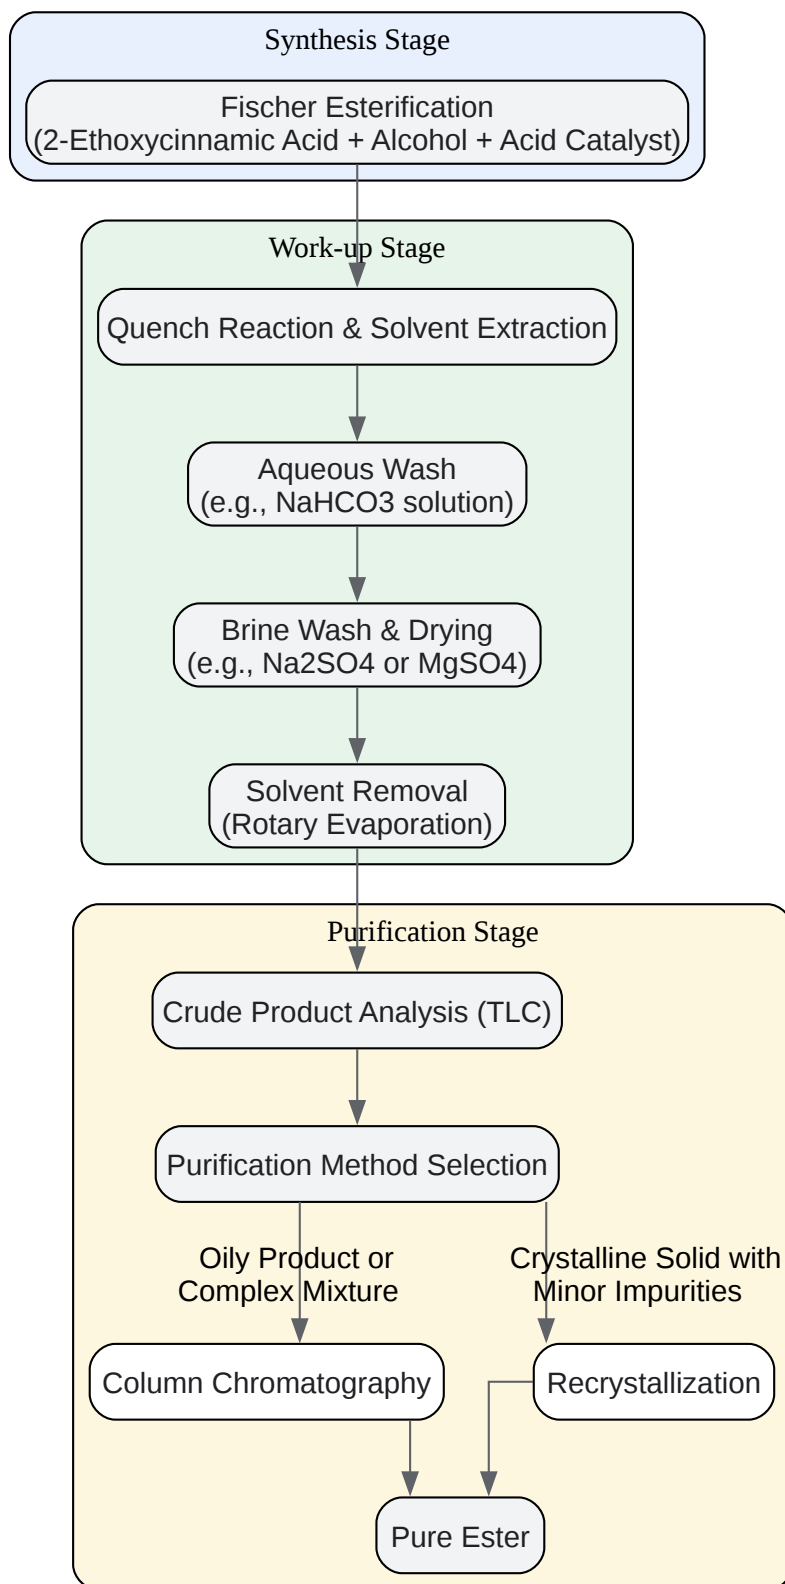 Synthesis Stage
Fischer Esterification
(2-Ethoxycinnamic Acid + Alcohol + Acid Catalyst)
Work-up Stage
Quench Reaction & Solvent Extraction
Aqueous Wash
(e.g., NaHCO3 solution)
Brine Wash & Drying
(e.g., Na2SO4 or MgSO4)
Solvent Removal
(Rotary Evaporation)
Purification Stage
Crude Product Analysis (TLC)
Purification Method Selection
Oily Product or
Complex Mixture
Crystalline Solid with
Minor Impurities
Column Chromatography
Recrystallization
Pure Ester